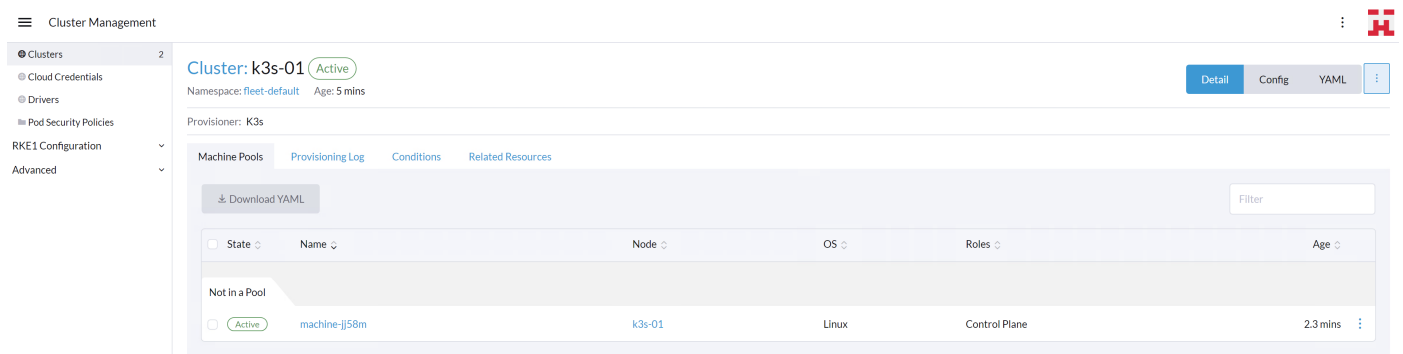 Cluster Management
Clusters 2
Cloud Credentials
Drivers
Pod Security Policies
RKE1 Configuration
Advanced
Cluster: k3s-01 Active
Namespace: fleet-default Age: 5 mins
Detail Config YAML
Provisioner: K3s
Machine Pools Provisioning Log Conditions Related Resources
Download YAML
Filter
State Name Node OS Roles Age
Not in a Pool
Active machine-jj58m k3s-01 Linux Control Plane 2.3 mins